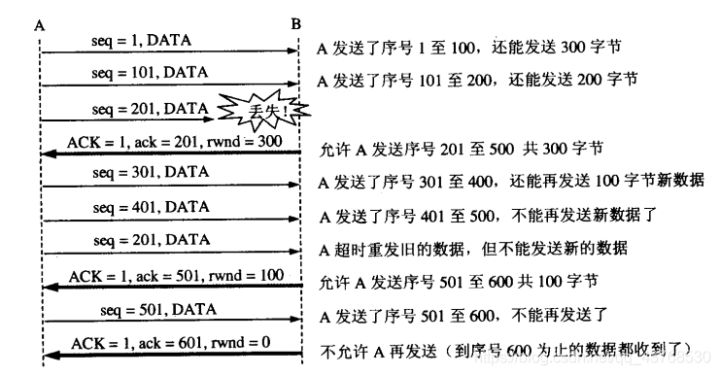 A B
seq = 1, DATA A 发送了序号 1 至 100，还能发送 300 字节
seq = 101, DATA A 发送了序号 101 至 200，还能发送 200 字节
seq = 201, DATA 丢失！
ACK = 1, ack = 201, rwnd = 300 允许 A 发送序号 201 至 500 共 300 字节
seq = 301, DATA A 发送了序号 301 至 400，还能再发送 100 字节新数据
seq = 401, DATA A 发送了序号 401 至 500，不能再发送新数据了
seq = 201, DATA A 超时重发旧的数据，但不能发送新的数据
ACK = 1, ack = 501, rwnd = 100 允许 A 发送序号 501 至 600 共 100 字节
seq = 501, DATA A 发送了序号 501 至 600，不能再发送了
ACK = 1, ack = 601, rwnd = 0 不允许 A 再发送（到序号 600 为止的数据都收到了）